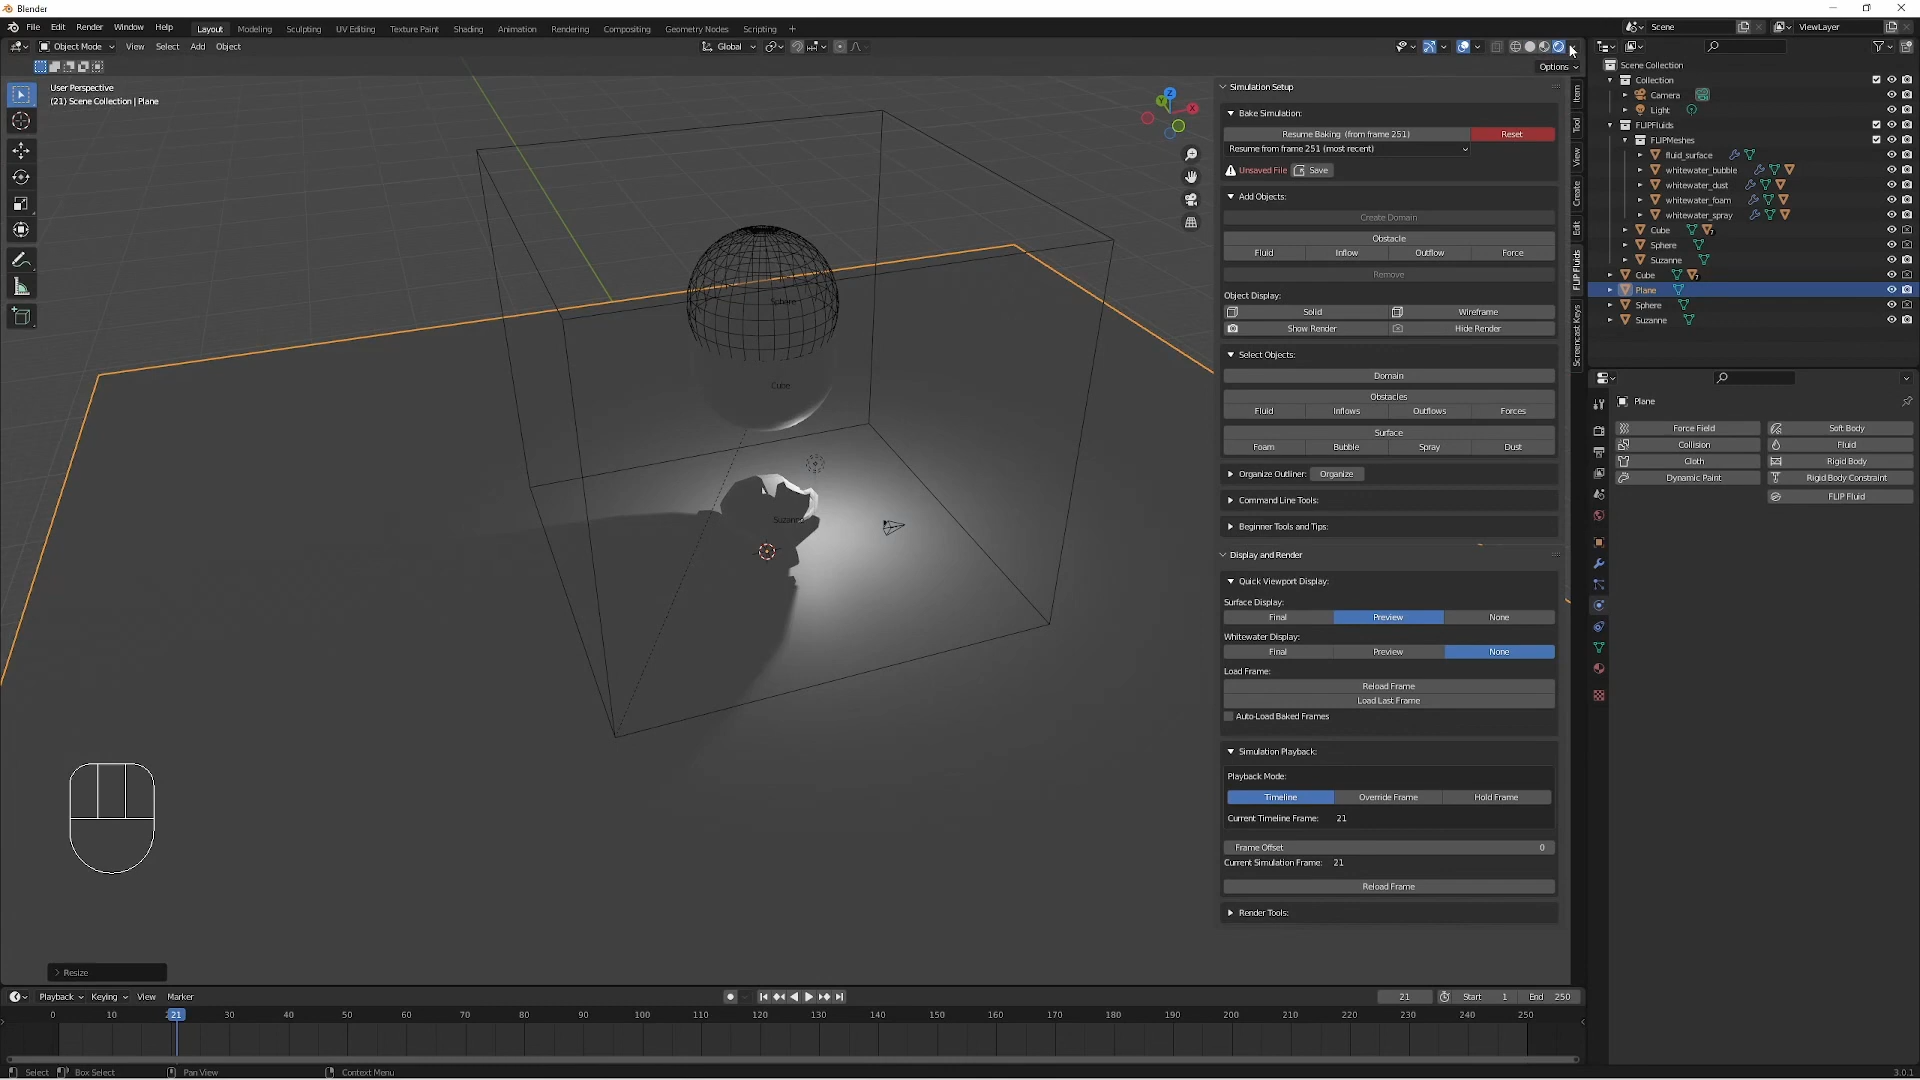 Blender
File Edit Render Window Help Layout Modeling Sculpting UV Editing Texture Paint Shading Animation Rendering Compositing Geometry Nodes Scripting + Scene ViewLayer
Object Mode View Select Add Object Global
Options
User Perspective
(21) Scene Collection | Plane
Z
Y
X
Sphere
Cube
Suzanne
Simulation Setup
Bake Simulation:
Resume Baking (from frame 251) Reset
Resume from frame 251 (most recent)
Unsaved File Save
Add Objects:
Create Domain
Obstacle
Fluid Inflow Outflow Force
Remove
Object Display:
Solid Wireframe
Show Render Hide Render
Select Objects:
Domain
Obstacles
Fluid Inflows Outflows Forces
Surface
Foam Bubble Spray Dust
Organize Outliner: Organize
Command Line Tools:
Beginner Tools and Tips:
Display and Render
Quick Viewport Display:
Surface Display:
Final Preview None
Whitewater Display:
Final Preview None
Load Frame:
Reload Frame
Load Last Frame
Auto-Load Baked Frames
Simulation Playback:
Playback Mode:
Timeline Override Frame Hold Frame
Current Timeline Frame: 21
Frame Offset 0
Current Simulation Frame: 21
Reload Frame
Render Tools:
Item
Tool
View
Create
Edit
FLIP Fluids
Screencast Keys
Scene Collection
Collection
Camera
Light
FLIPFluids
FLIPMeshes
fluid_surface
whitewater_bubble
whitewater_dust
whitewater_foam
whitewater_spray
Cube 7
Sphere
Suzanne
Cube 7
Plane
Sphere
Suzanne
Plane
Force Field Soft Body
Collision Fluid
Cloth Rigid Body
Dynamic Paint Rigid Body Constraint
FLIP Fluid
Resize
Playback Keying View Marker 21 Start 1 End 250
0 10 21 30 40 50 60 70 80 90 100 110 120 130 140 150 160 170 180 190 200 210 220 230 240 250
Select Box Select Pan View Context Menu 3.0.1